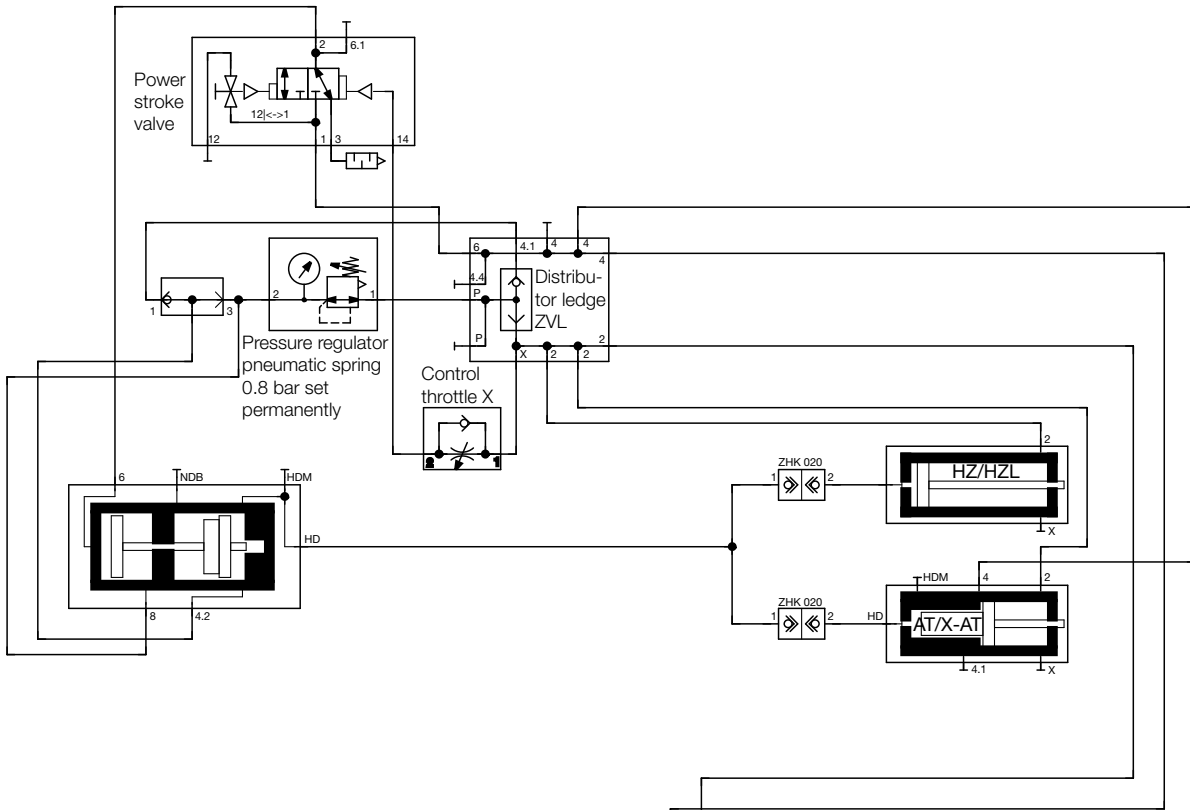 2
6.1
Power
stroke
valve
12|<->1
12
1
3
14
6
4.1
4
4
4
4.4
Distribu-
tor ledge
ZVL
P
P
1
3
2
1
Pressure regulator
pneumatic spring
0.8 bar set
permanently
X
2
2
2
Control
throttle X
2
1
6
NDB
HDM
HD
8
4.2
ZHK 020
1
2
2
HZ/HZL
X
ZHK 020
1
2
HD
HDM
4
2
AT/X-AT
4.1
X